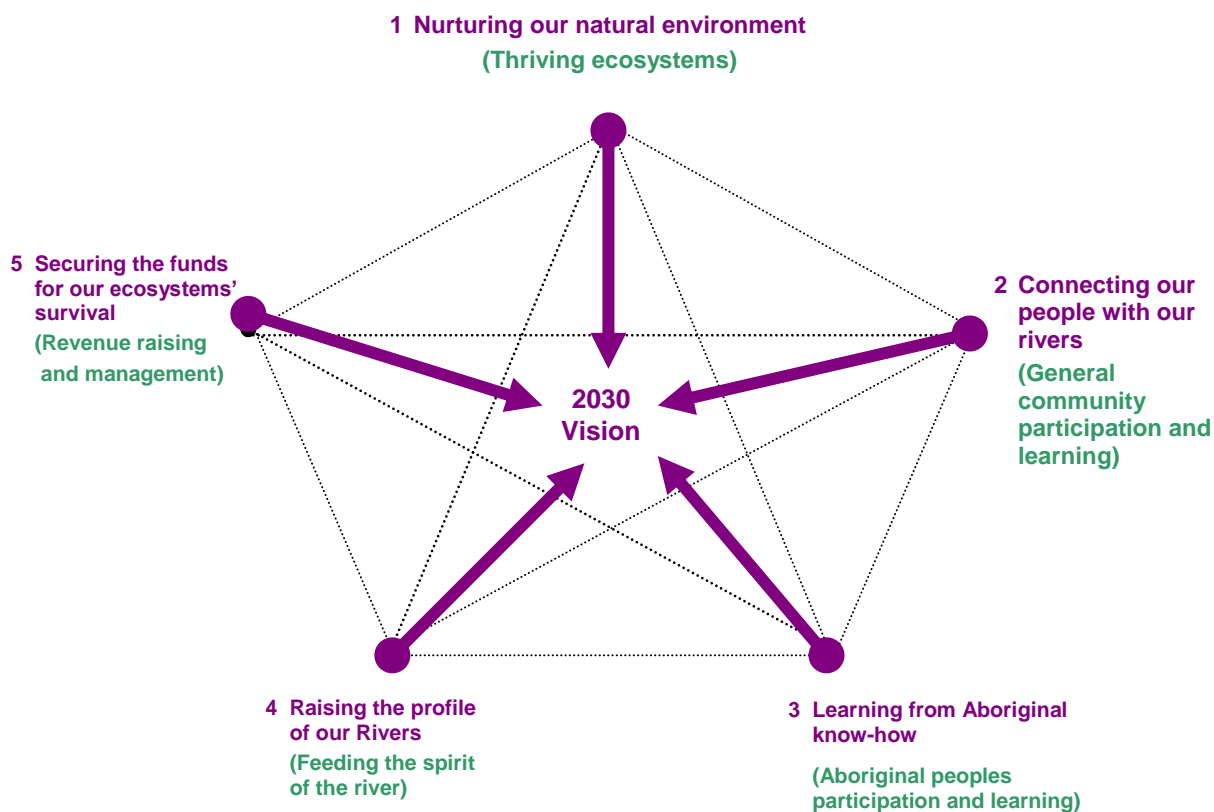 1 Nurturing our natural environment
(Thriving ecosystems)
5 Securing the funds
for our ecosystems'
survival
(Revenue raising
and management)
2 Connecting our
people with our
rivers
(General
community
participation and
learning)
2030
Vision
4 Raising the profile
of our Rivers
(Feeding the spirit
of the river)
3 Learning from Aboriginal
know-how
(Aboriginal peoples
participation and learning)